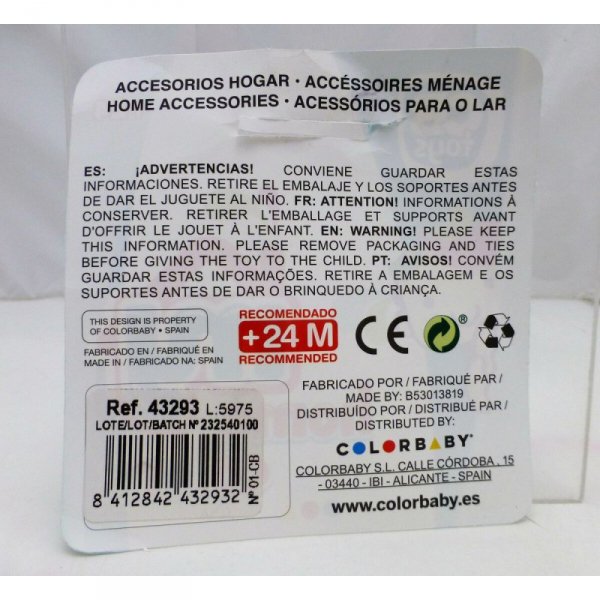 ACCESORIOS HOGAR · ACCÉSSOIRES MÉNAGE
HOME ACCESSORIES · ACESSÓRIOS PARA O LAR
ES: ¡ADVERTENCIAS! CONVIENE GUARDAR ESTAS
INFORMACIONES. RETIRE EL EMBALAJE Y LOS SOPORTES ANTES
DE DAR EL JUGUETE AL NIÑO. FR: ATTENTION! INFORMATIONS À
CONSERVER. RETIRER L'EMBALLAGE ET SUPPORTS AVANT
D'OFFRIR LE JOUET À L'ENFANT. EN: WARNING! PLEASE KEEP
THIS INFORMATION. PLEASE REMOVE PACKAGING AND TIES
BEFORE GIVING THE TOY TO THE CHILD. PT: AVISOS! CONVÉM
GUARDAR ESTAS INFORMAÇÕES. RETIRE A EMBALAGEM E OS
SUPORTES ANTES DE DAR O BRINQUEDO À CRIANÇA.
THIS DESIGN IS PROPERTY
OF COLORBABY · SPAIN
FABRICADO EN / FABRIQUÉ EN
MADE IN / FABRICADO NA: SPAIN
RECOMENDADO
+24 M
RECOMMENDED
CE
®
Ref. 43293 L:5975
LOTE/LOT/BATCH Nº 232540100
8 412842 432932
Nº 01-CB
FABRICADO POR / FABRIQUÉ PAR /
MADE BY: B53013819
DISTRIBUÍDO POR / DISTRIBUÉ PAR /
DISTRIBUTED BY:
COLORBABY®
COLORBABY S.L. CALLE CÓRDOBA , 15
- 03440 - IBI - ALICANTE - SPAIN
www.colorbaby.es
toys